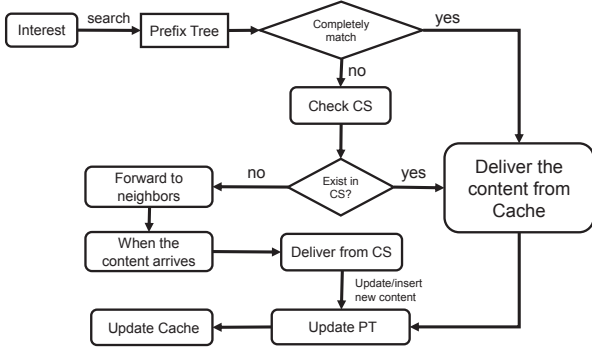 Interest
search
Prefix Tree
Completely
match
yes
no
Check CS
Exist in
CS?
no
yes
Forward to
neighbors
Deliver the
content from
Cache
When the
content arrives
Deliver from CS
Update/insert
new content
Update Cache
Update PT